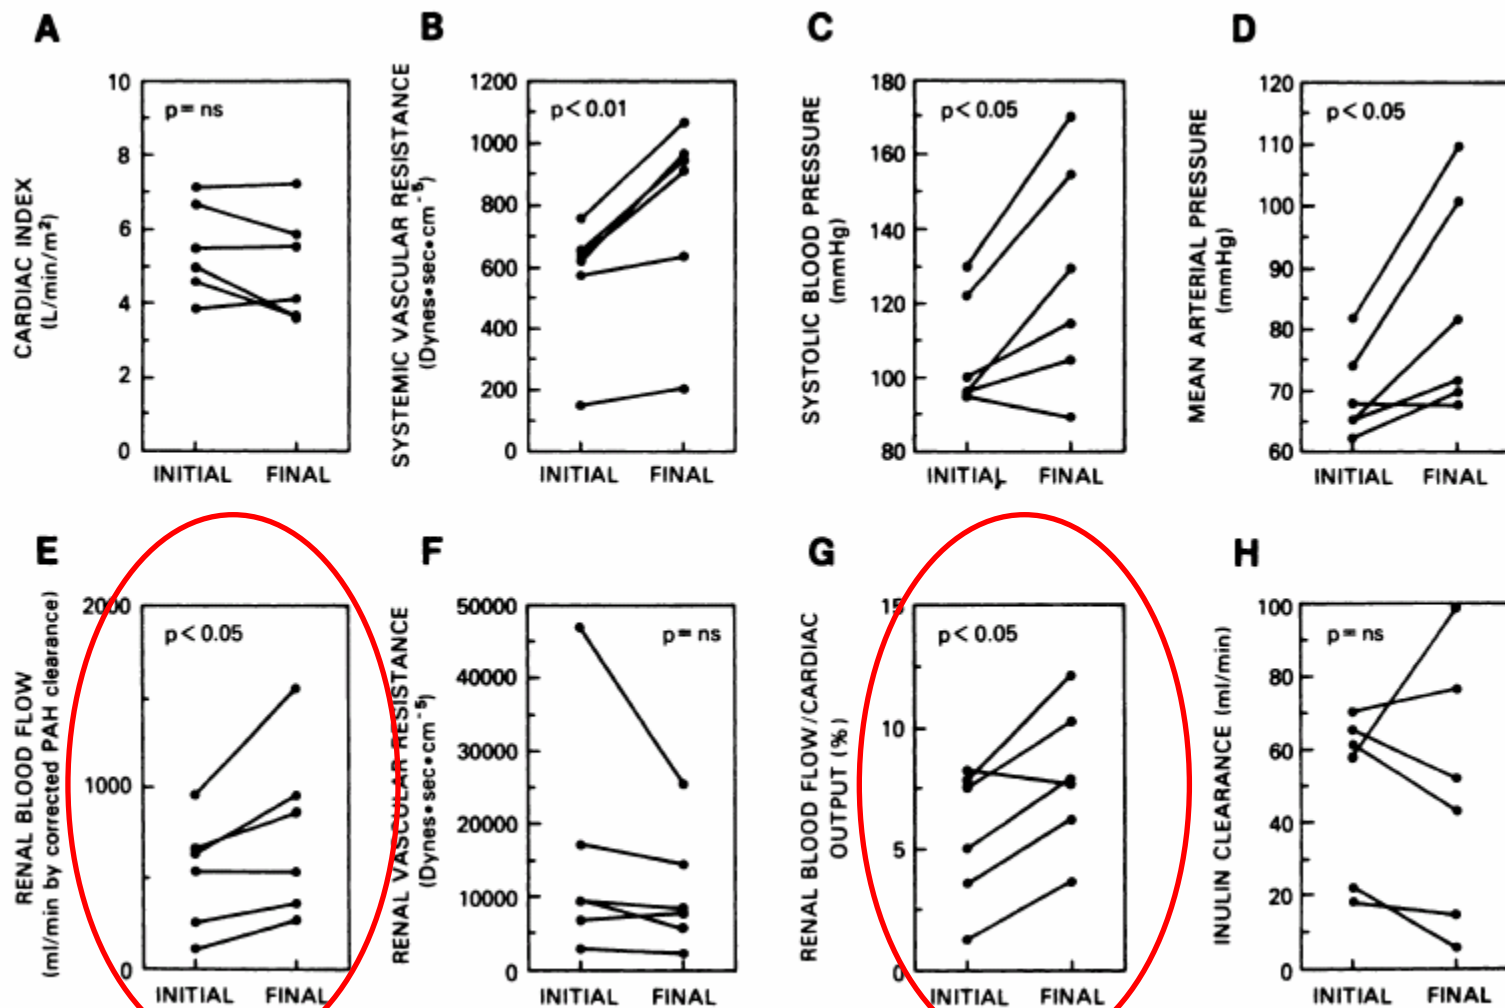 A
B
C
D
CARDIAC INDEX
(L/min/m²)
10
8
6
4
2
0
p= ns
INITIAL FINAL
SYSTEMIC VASCULAR RESISTANCE
(Dynes•sec•cm⁻⁵)
1200
1000
800
600
400
200
0
p< 0.01
INITIAL FINAL
SYSTOLIC BLOOD PRESSURE
(mmHg)
180
160
140
120
100
80
p< 0.05
INITIAL FINAL
MEAN ARTERIAL PRESSURE
(mmHg)
120
110
100
90
80
70
60
p< 0.05
INITIAL FINAL
E
F
G
H
RENAL BLOOD FLOW
(ml/min by corrected PAH clearance)
2000
1000
0
p< 0.05
INITIAL FINAL
RENAL VASCULAR RESISTANCE
(Dynes•sec•cm⁻⁵)
50000
40000
30000
20000
10000
0
p= ns
INITIAL FINAL
RENAL BLOOD FLOW/CARDIAC
OUTPUT (%)
15
10
5
0
p< 0.05
INITIAL FINAL
INULIN CLEARANCE (ml/min)
100
80
60
40
20
0
p= ns
INITIAL FINAL